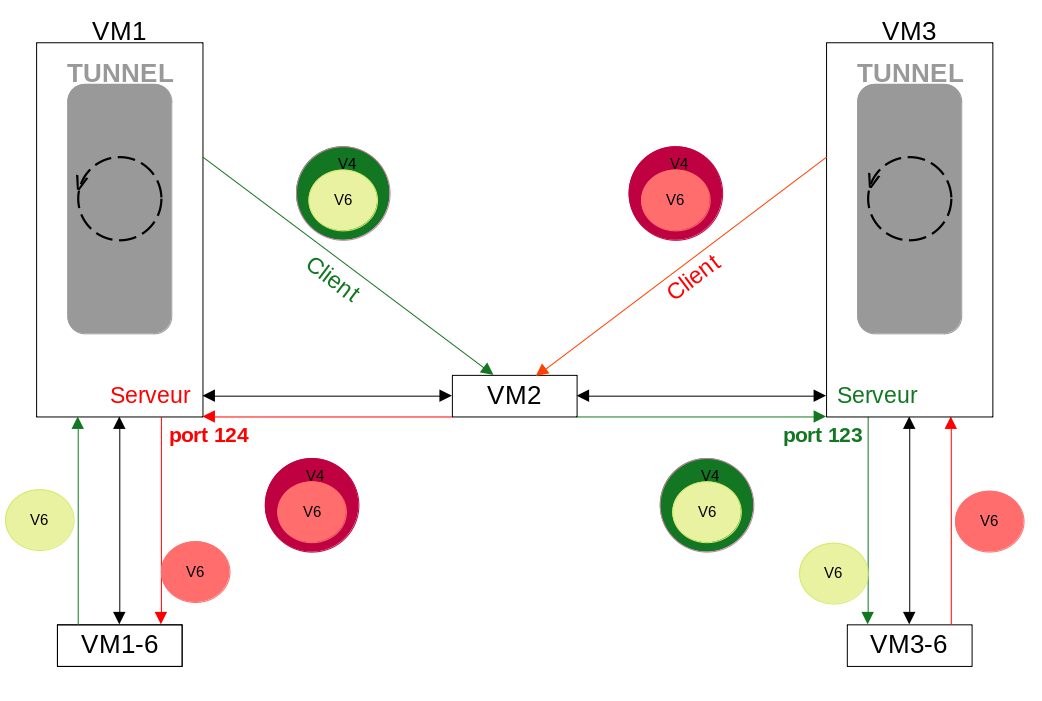 VM1
VM3
TUNNEL
TUNNEL
V4
V6
V4
V6
Client
Client
Serveur
VM2
Serveur
port 124
port 123
V4
V6
V4
V6
V6
V6
V6
V6
VM1-6
VM3-6